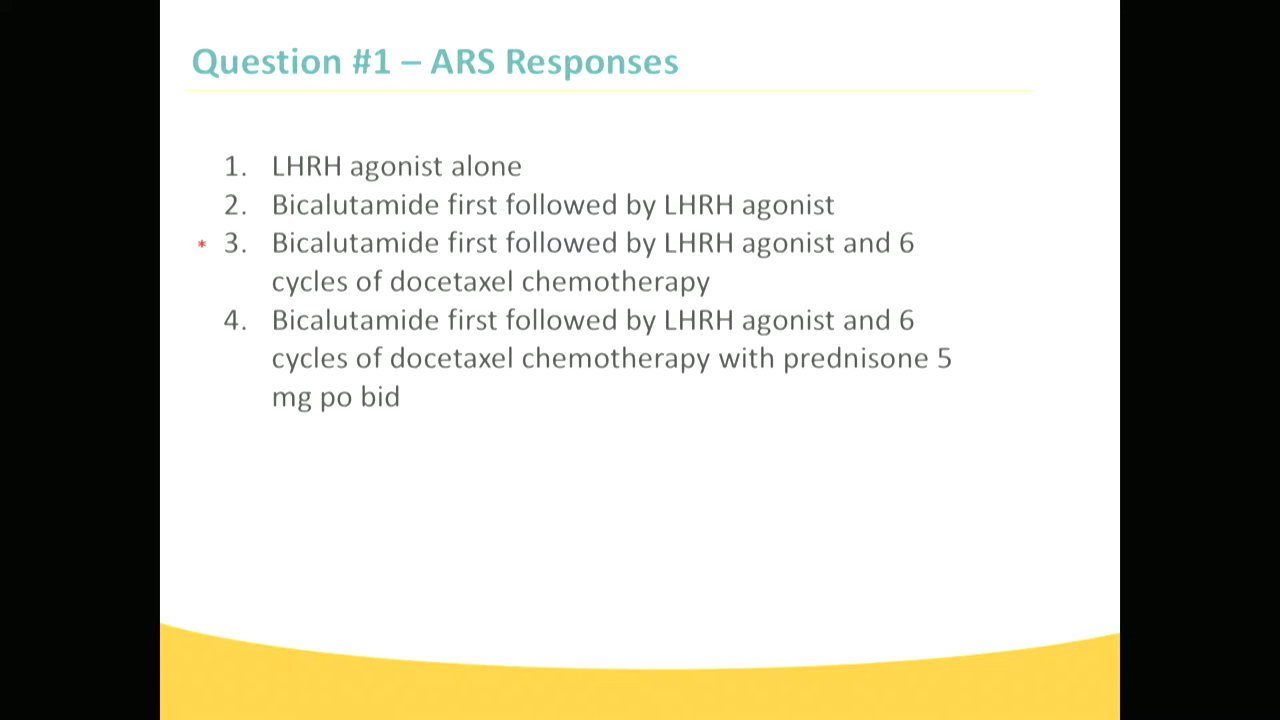 Question #1 – ARS Responses
1. LHRH agonist alone
2. Bicalutamide first followed by LHRH agonist
* 3. Bicalutamide first followed by LHRH agonist and 6
cycles of docetaxel chemotherapy
4. Bicalutamide first followed by LHRH agonist and 6
cycles of docetaxel chemotherapy with prednisone 5
mg po bid